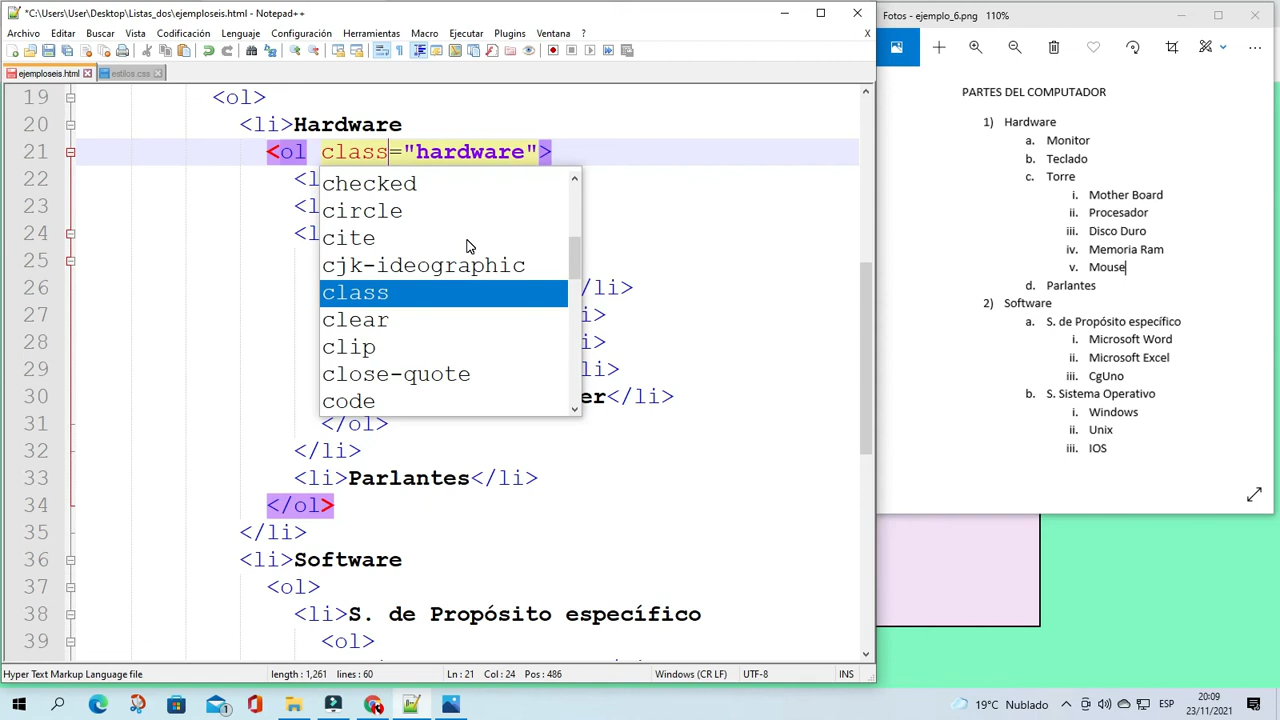 *C:\Users\User\Desktop\Listas_dos\ejemploseis.html - Notepad++
Archivo Editar Buscar Vista Codificación Lenguaje Configuración Herramientas Macro Ejecutar Plugins Ventana ? X
ejemploseis.html estilos.css
19 <ol>
20 <li>Hardware
21 <ol class="hardware">
22 <l
23 <l
24 <l
25
26 /li>
27 i>
28 i>
29 li>
30 er</li>
31 </ol>
32 </li>
33 <li>Parlantes</li>
34 </ol>
35 </li>
36 <li>Software
37 <ol>
38 <li>S. de Propósito específico
39 <ol>
checked
circle
cite
cjk-ideographic
class
clear
clip
close-quote
code
Hyper Text Markup Language file length : 1,261 lines : 60 Ln : 21 Col : 24 Pos : 486 Windows (CR LF) UTF-8 INS
Fotos - ejemplo_6.png 110%
PARTES DEL COMPUTADOR
1) Hardware
a. Monitor
b. Teclado
c. Torre
i. Mother Board
ii. Procesador
iii. Disco Duro
iv. Memoria Ram
v. Mouse
d. Parlantes
2) Software
a. S. de Propósito específico
i. Microsoft Word
ii. Microsoft Excel
iii. CgUno
b. S. Sistema Operativo
i. Windows
ii. Unix
iii. IOS
19°C Nublado ESP 20:09
23/11/2021